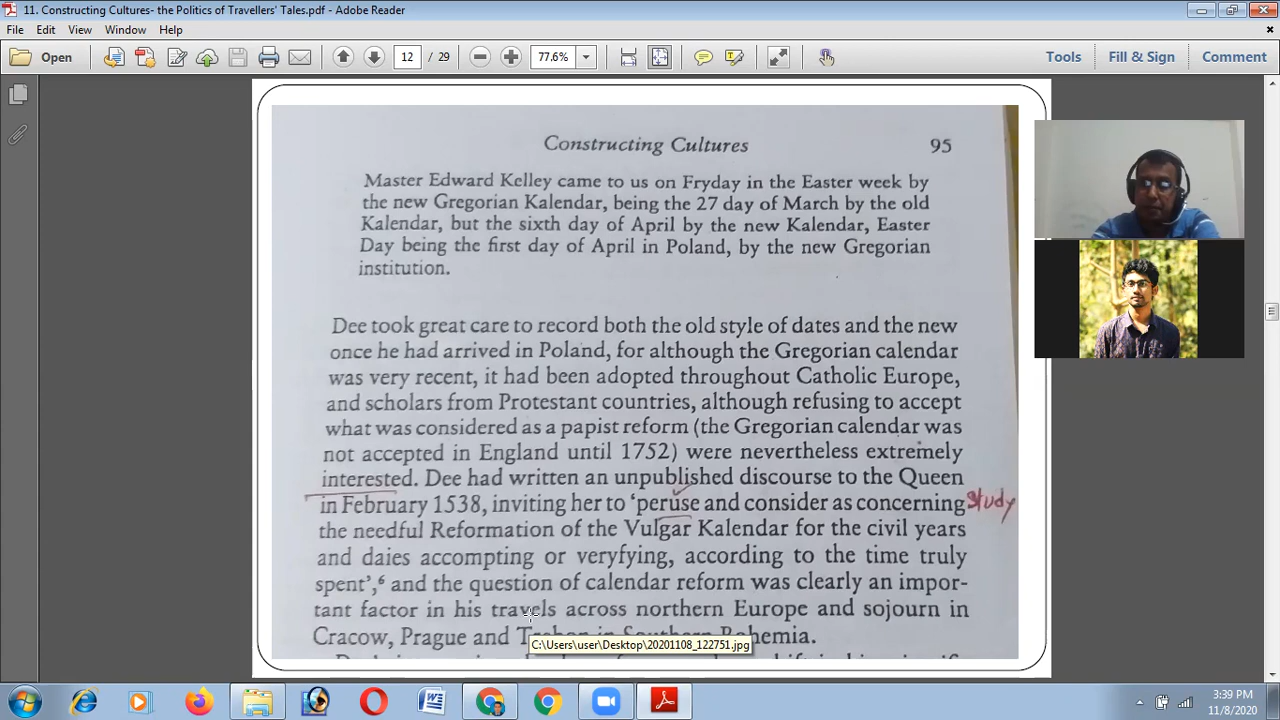 11. Constructing Cultures- the Politics of Travellers' Tales.pdf - Adobe Reader
File Edit View Window Help
Open 12 / 29 77.6% Tools Fill & Sign Comment
Constructing Cultures 95
Master Edward Kelley came to us on Fryday in the Easter week by
the new Gregorian Kalendar, being the 27 day of March by the old
Kalendar, but the sixth day of April by the new Kalendar, Easter
Day being the first day of April in Poland, by the new Gregorian
institution.
Dee took great care to record both the old style of dates and the new
once he had arrived in Poland, for although the Gregorian calendar
was very recent, it had been adopted throughout Catholic Europe,
and scholars from Protestant countries, although refusing to accept
what was considered as a papist reform (the Gregorian calendar was
not accepted in England until 1752) were nevertheless extremely
interested. Dee had written an unpublished discourse to the Queen
in February 1538, inviting her to 'peruse and consider as concerning study
the needful Reformation of the Vulgar Kalendar for the civil years
and daies accompting or veryfying, according to the time truly
spent',6 and the question of calendar reform was clearly an impor-
tant factor in his travels across northern Europe and sojourn in
Cracow, Prague and Trebon in Southern Bohemia.
C:\Users\user\Desktop\20201108_122751.jpg
3:39 PM
11/8/2020